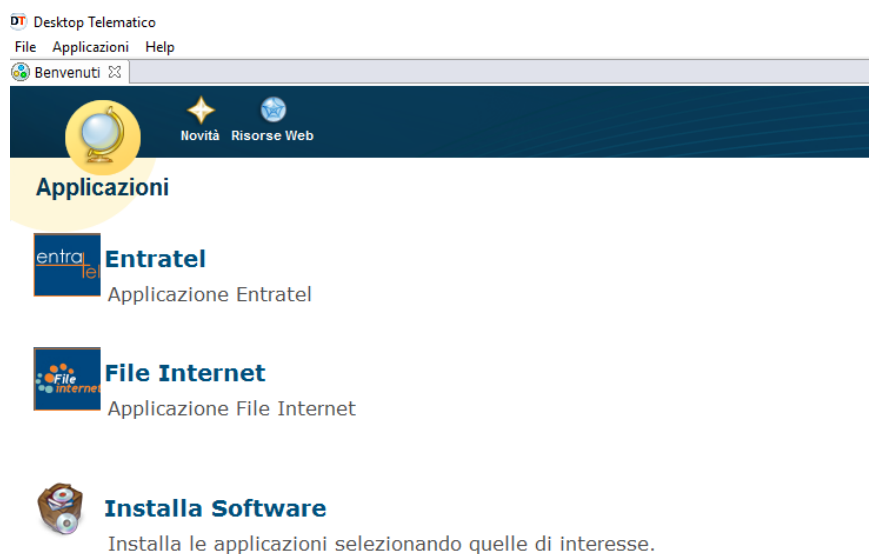 DT Desktop Telematico
File Applicazioni Help
Benvenuti
Novità Risorse Web
Applicazioni
entratel Entratel
Applicazione Entratel
File internet File Internet
Applicazione File Internet
Installa Software
Installa le applicazioni selezionando quelle di interesse.